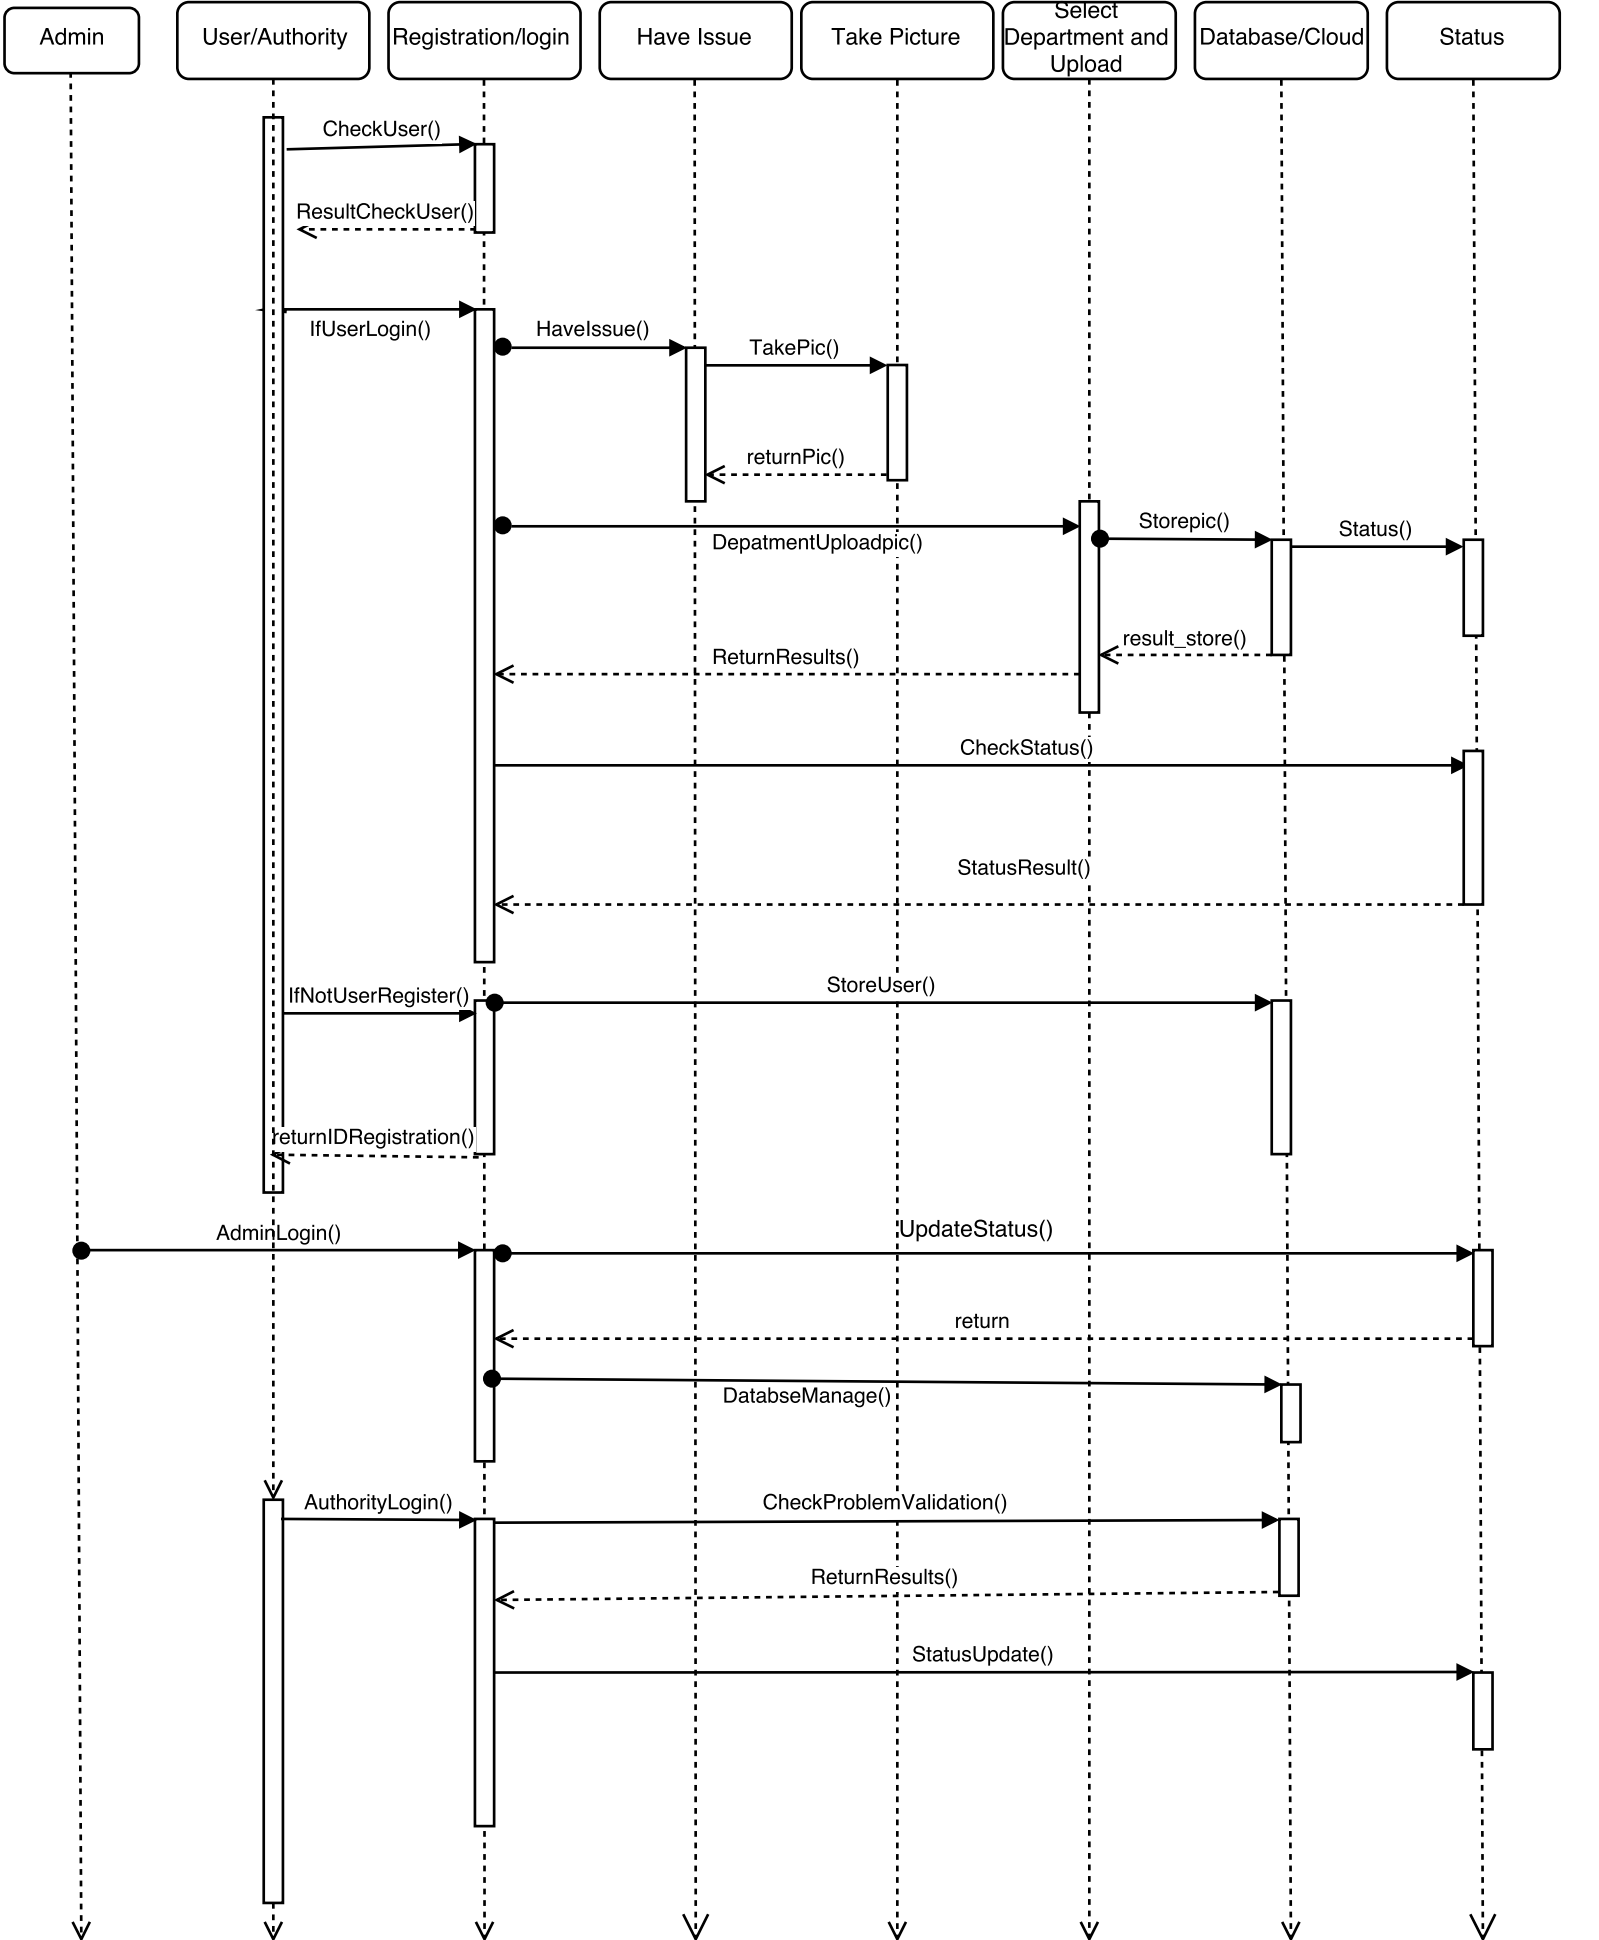 Admin
User/Authority
Registration/login
Have Issue
Take Picture
Select
Department and
Upload
Database/Cloud
Status
CheckUser()
ResultCheckUser()
IfUserLogin()
HaveIssue()
TakePic()
returnPic()
DepatmentUploadpic()
Storepic()
Status()
result_store()
ReturnResults()
CheckStatus()
StatusResult()
IfNotUserRegister()
StoreUser()
returnIDRegistration()
AdminLogin()
UpdateStatus()
return
DatabseManage()
AuthorityLogin()
CheckProblemValidation()
ReturnResults()
StatusUpdate()